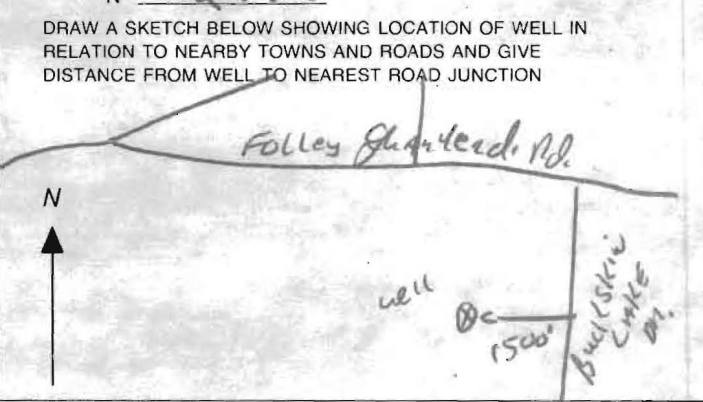 N
DRAW A SKETCH BELOW SHOWING LOCATION OF WELL IN
RELATION TO NEARBY TOWNS AND ROADS AND GIVE
DISTANCE FROM WELL TO NEAREST ROAD JUNCTION
Folley Rd.
N
well
1500'
Buckskin
Lake
Dr.